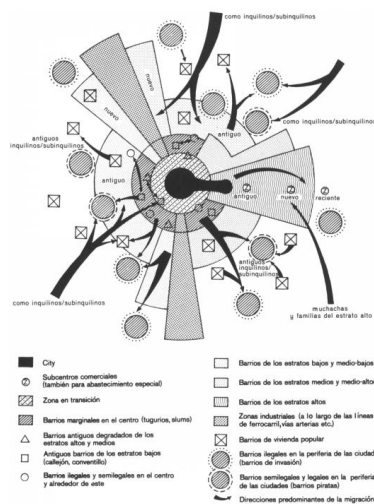 como inquilinos/subinquilinos
nuevo
nuevo
como inquilinos/subinquilinos
antiguos
inquilinos/subinquilinos
antiguo
antiguo
antiguo
nuevo
reciente
antiguos
inquilinos/
subinquilinos
como inquilinos/subinquilinos
muchachas
y familias del estrato alto
City
Subcentros comerciales
(también para abastecimiento especial)
Zona en transición
Barrios marginales en el centro (tugurios, slums)
Barrios antiguos degradados de los
estratos altos y medios
Antiguos barrios de los estratos bajos
(callejón, conventillo)
Barrios ilegales y semilegales en el centro
y alrededor de este
Barrios de los estratos bajos y medio-bajos
Barrios de los estratos medios y medio-altos
Barrios de los estratos altos
Zonas industriales (a lo largo de las líneas
de ferrocarril, vías arterias etc.)
Barrios de vivienda popular
Barrios ilegales en la periferia de las ciudad
(barrios de invasión)
Barrios semilegales y legales en la periferia
de las ciudades (barrios piratas)
Direcciones predominantes de la migración